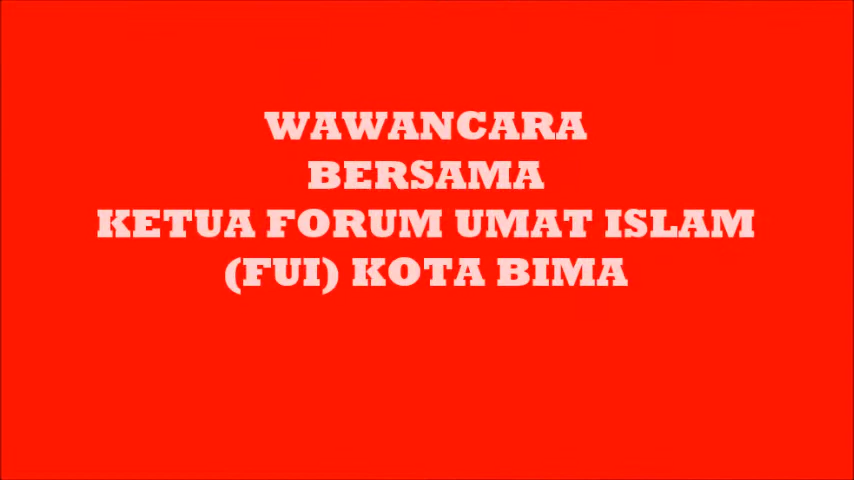 WAWANCARA
BERSAMA
KETUA FORUM UMAT ISLAM
(FUI) KOTA BIMA